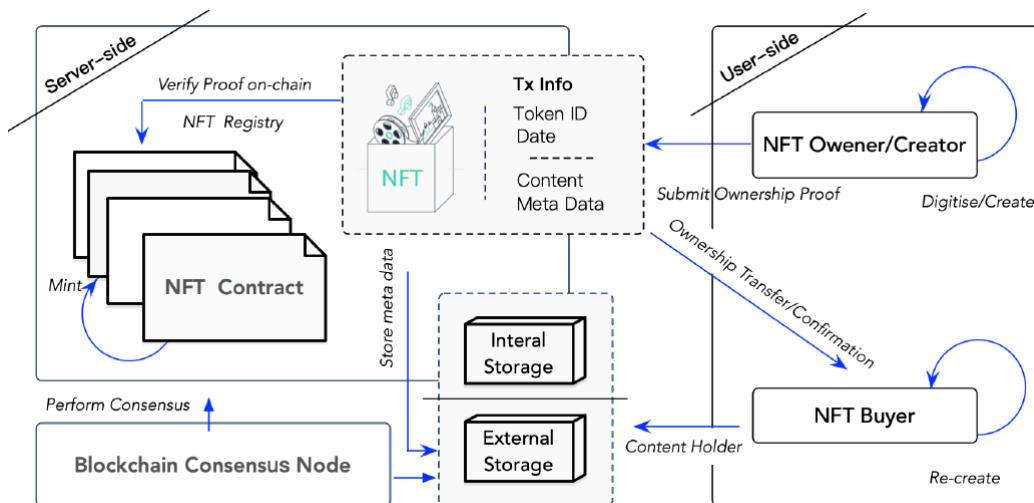 Server-side
Verify Proof on-chain
NFT Registry
NFT
Tx Info
Token ID
Date
Content
Meta Data
User-side
NFT Owener/Creator
Submit Ownership Proof
Digitise/Create
Mint
NFT Contract
Store meta data
Ownership Transfer/Confirmation
Interal
Storage
External
Storage
Perform Consensus
Blockchain Consensus Node
NFT Buyer
Content Holder
Re-create